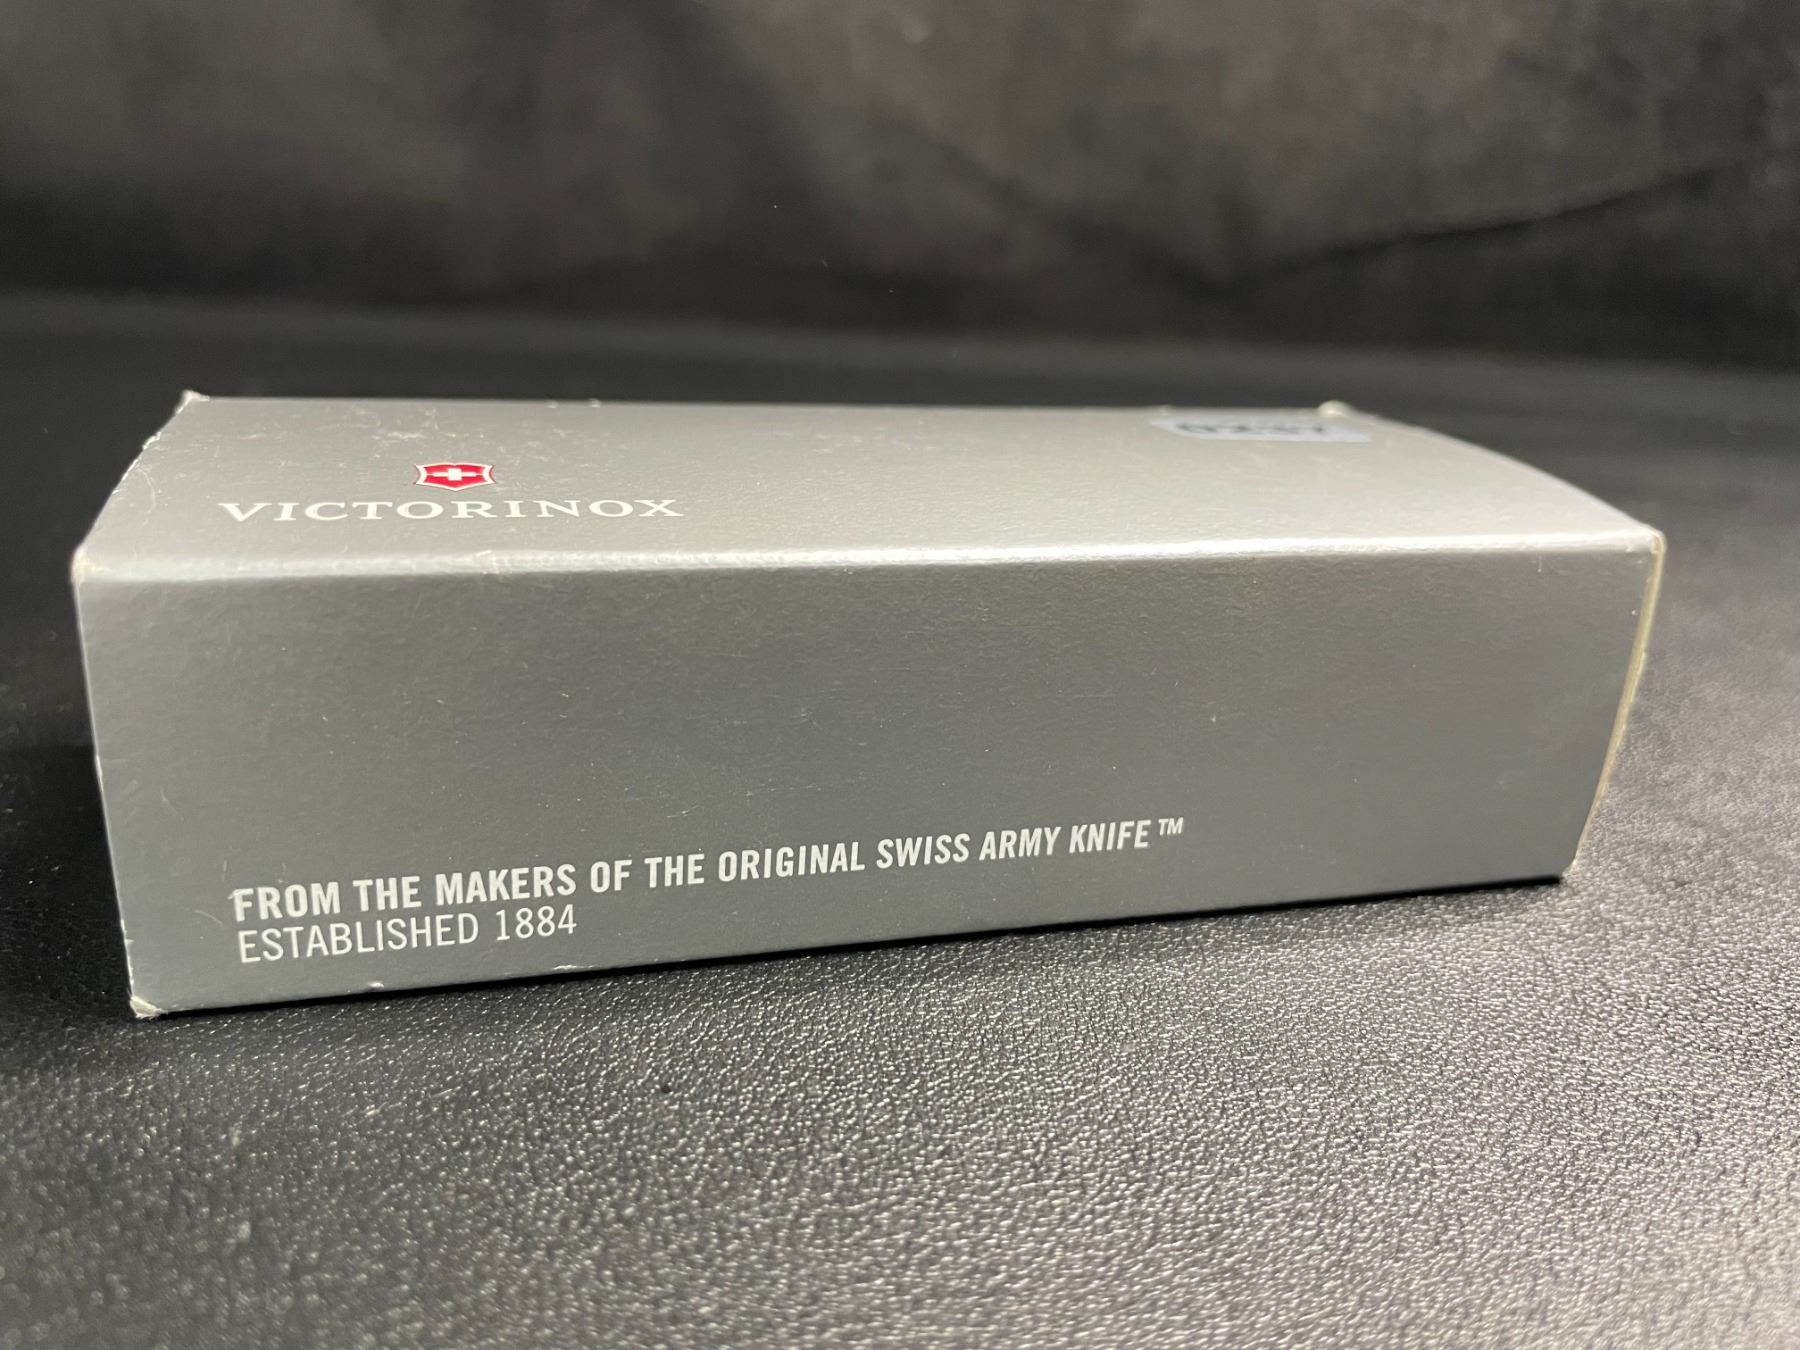 VICTORINOX
FROM THE MAKERS OF THE ORIGINAL SWISS ARMY KNIFE™
ESTABLISHED 1884